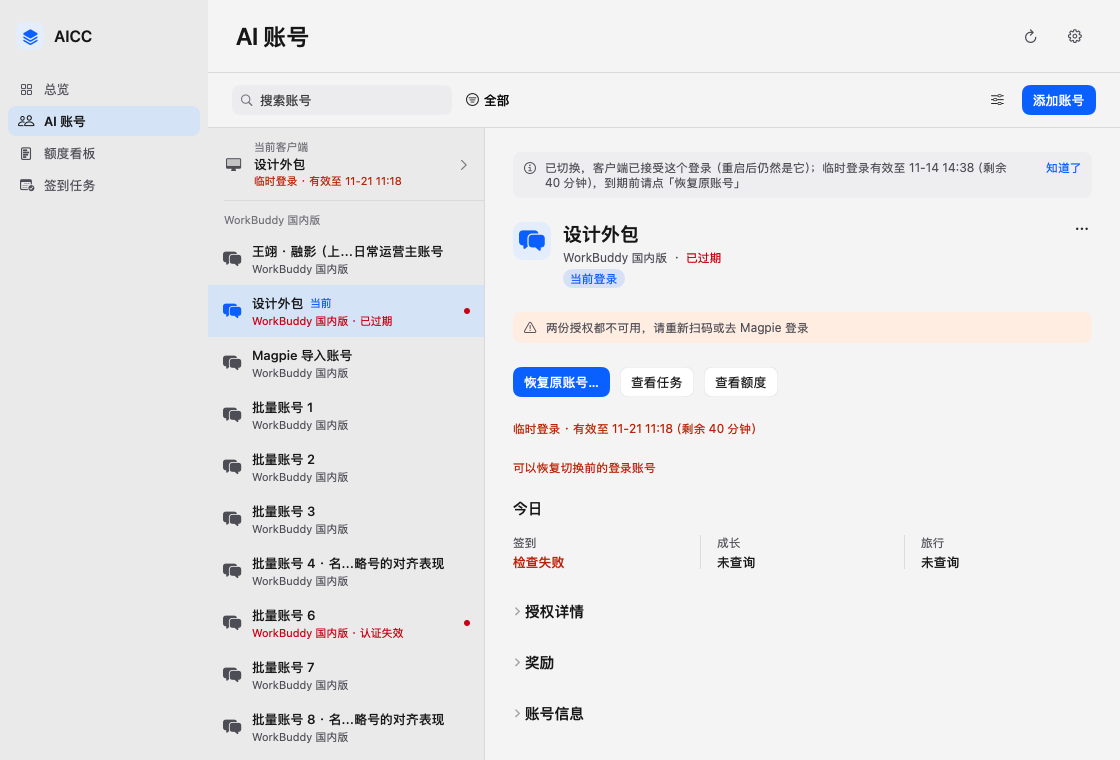 AICC
总览
AI 账号
额度看板
签到任务
AI 账号
搜索账号
全部
添加账号
当前客户端
设计外包
临时登录 · 有效至 11-21 11:18
WorkBuddy 国内版
王翊 · 融影（上…日常运营主账号
WorkBuddy 国内版
设计外包 当前
WorkBuddy 国内版 · 已过期
Magpie 导入账号
WorkBuddy 国内版
批量账号 1
WorkBuddy 国内版
批量账号 2
WorkBuddy 国内版
批量账号 3
WorkBuddy 国内版
批量账号 4 · 名…略号的对齐表现
WorkBuddy 国内版
批量账号 6
WorkBuddy 国内版 · 认证失效
批量账号 7
WorkBuddy 国内版
批量账号 8 · 名…略号的对齐表现
WorkBuddy 国内版
已切换，客户端已接受这个登录（重启后仍然是它）；临时登录有效至 11-14 14:38（剩余
40 分钟），到期前请点「恢复原账号」
知道了
设计外包
WorkBuddy 国内版 · 已过期
当前登录
两份授权都不可用，请重新扫码或去 Magpie 登录
恢复原账号…
查看任务
查看额度
临时登录 · 有效至 11-21 11:18（剩余 40 分钟）
可以恢复切换前的登录账号
今日
签到
检查失败
成长
未查询
旅行
未查询
授权详情
奖励
账号信息